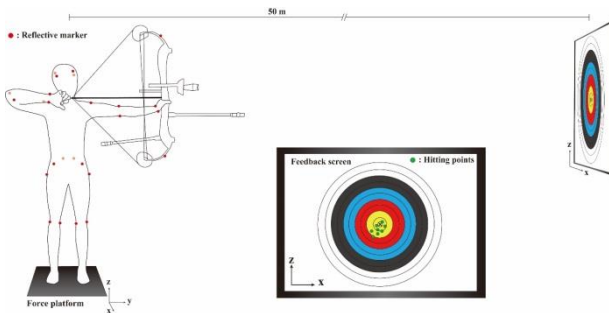 50 m
: Reflective marker
Feedback screen
: Hitting points
z
x
z
x
Force platform
z
y
x